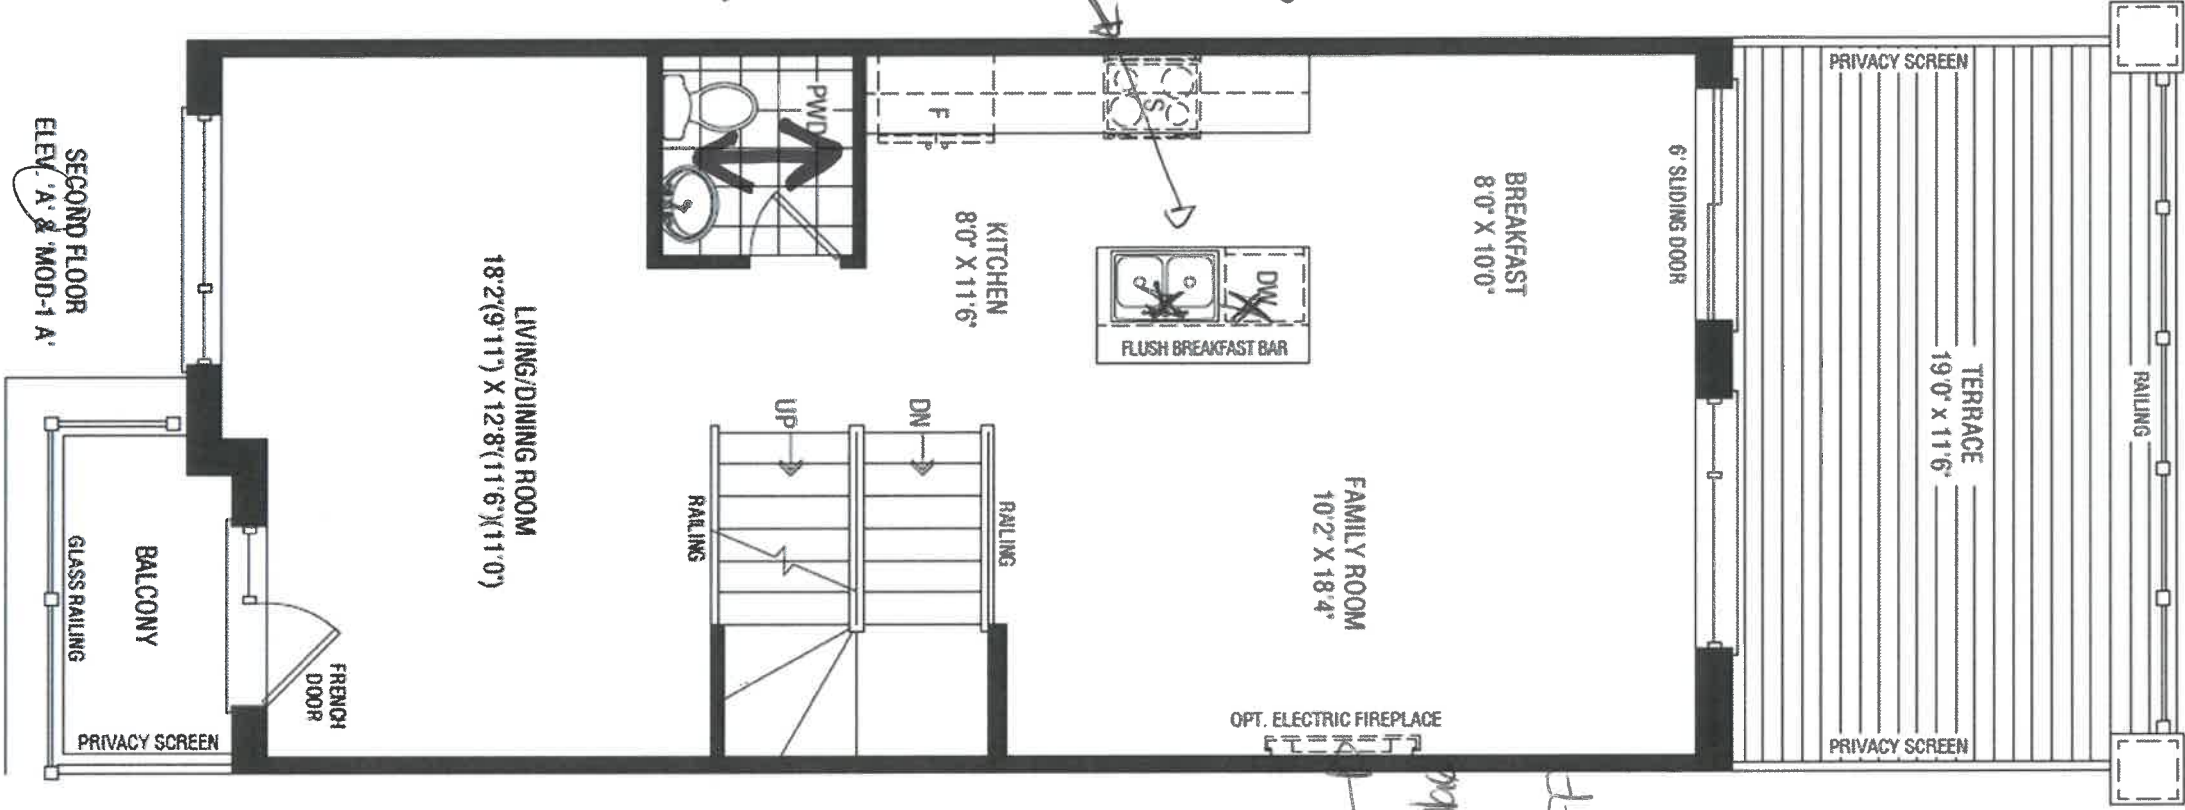 PRIVACY SCREEN
RAILING
TERRACE
19'0" x 11'6"
PRIVACY SCREEN
6' SLIDING DOOR
BREAKFAST
8'0" X 10'0"
FAMILY ROOM
10'2" X 18'4"
OPT. ELECTRIC FIREPLACE
S
F
DW
FLUSH BREAKFAST BAR
KITCHEN
8'0" X 11'6"
PWD
DN
UP
RAILING
RAILING
LIVING/DINING ROOM
18'2"(9'11") X 12'8"(11'6")(11'0")
FRENCH
DOOR
BALCONY
GLASS RAILING
PRIVACY SCREEN
SECOND FLOOR
ELEV. 'A' & 'MOD-1 A'